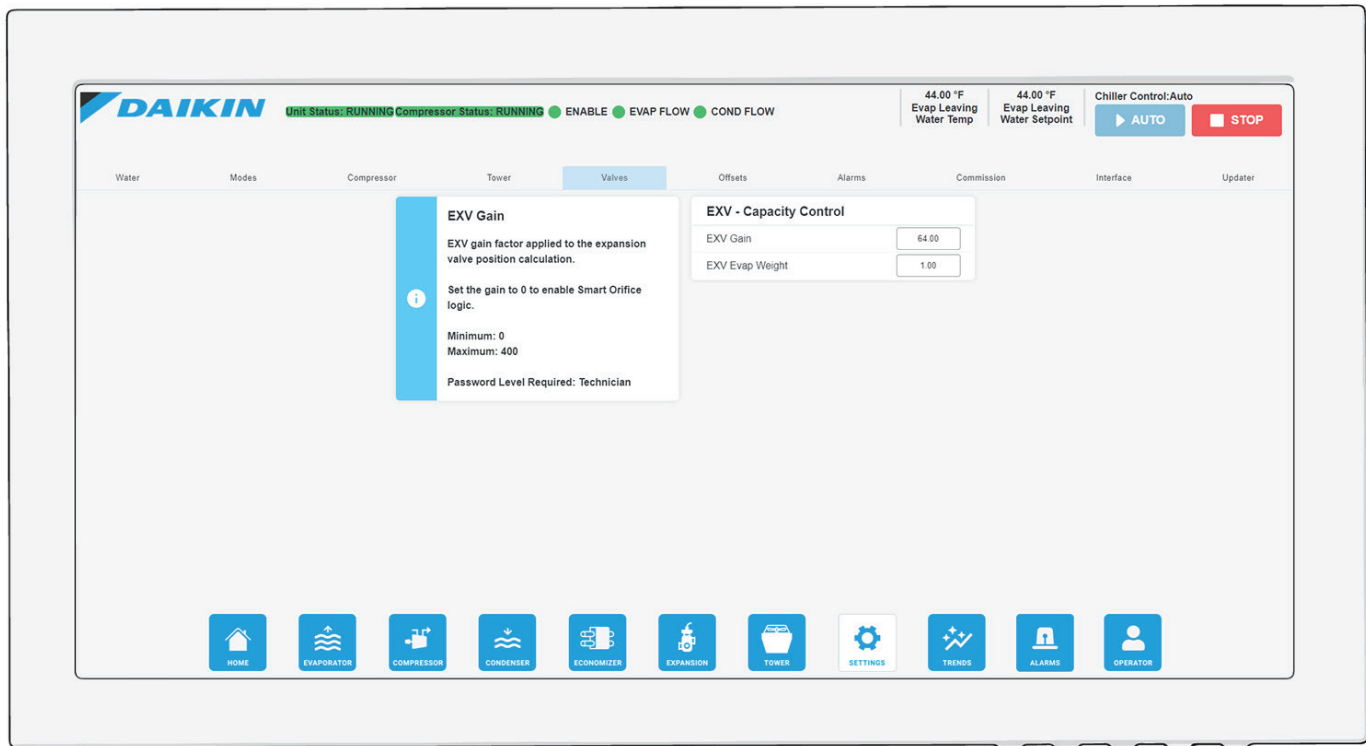 DAIKIN
Unit Status: RUNNING Compressor Status: RUNNING ENABLE EVAP FLOW COND FLOW
44.00 °F
Evap Leaving
Water Temp
44.00 °F
Evap Leaving
Water Setpoint
Chiller Control:Auto
AUTO
STOP
Water Modes Compressor Tower Valves Offsets Alarms Commission Interface Updater
EXV Gain
EXV gain factor applied to the expansion
valve position calculation.
Set the gain to 0 to enable Smart Orifice
logic.
Minimum: 0
Maximum: 400
Password Level Required: Technician
EXV - Capacity Control
EXV Gain 64.00
EXV Evap Weight 1.00
HOME EVAPORATOR COMPRESSOR CONDENSER ECONOMIZER EXPANSION TOWER SETTINGS TRENDS ALARMS OPERATOR